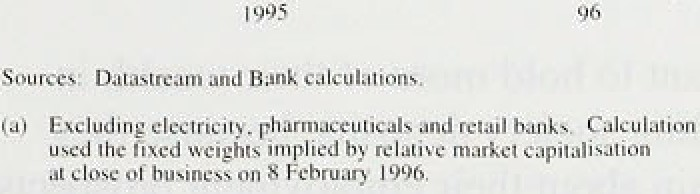 1995 96
Sources: Datastream and Bank calculations.
(a) Excluding electricity, pharmaceuticals and retail banks. Calculation
used the fixed weights implied by relative market capitalisation
at close of business on 8 February 1996.